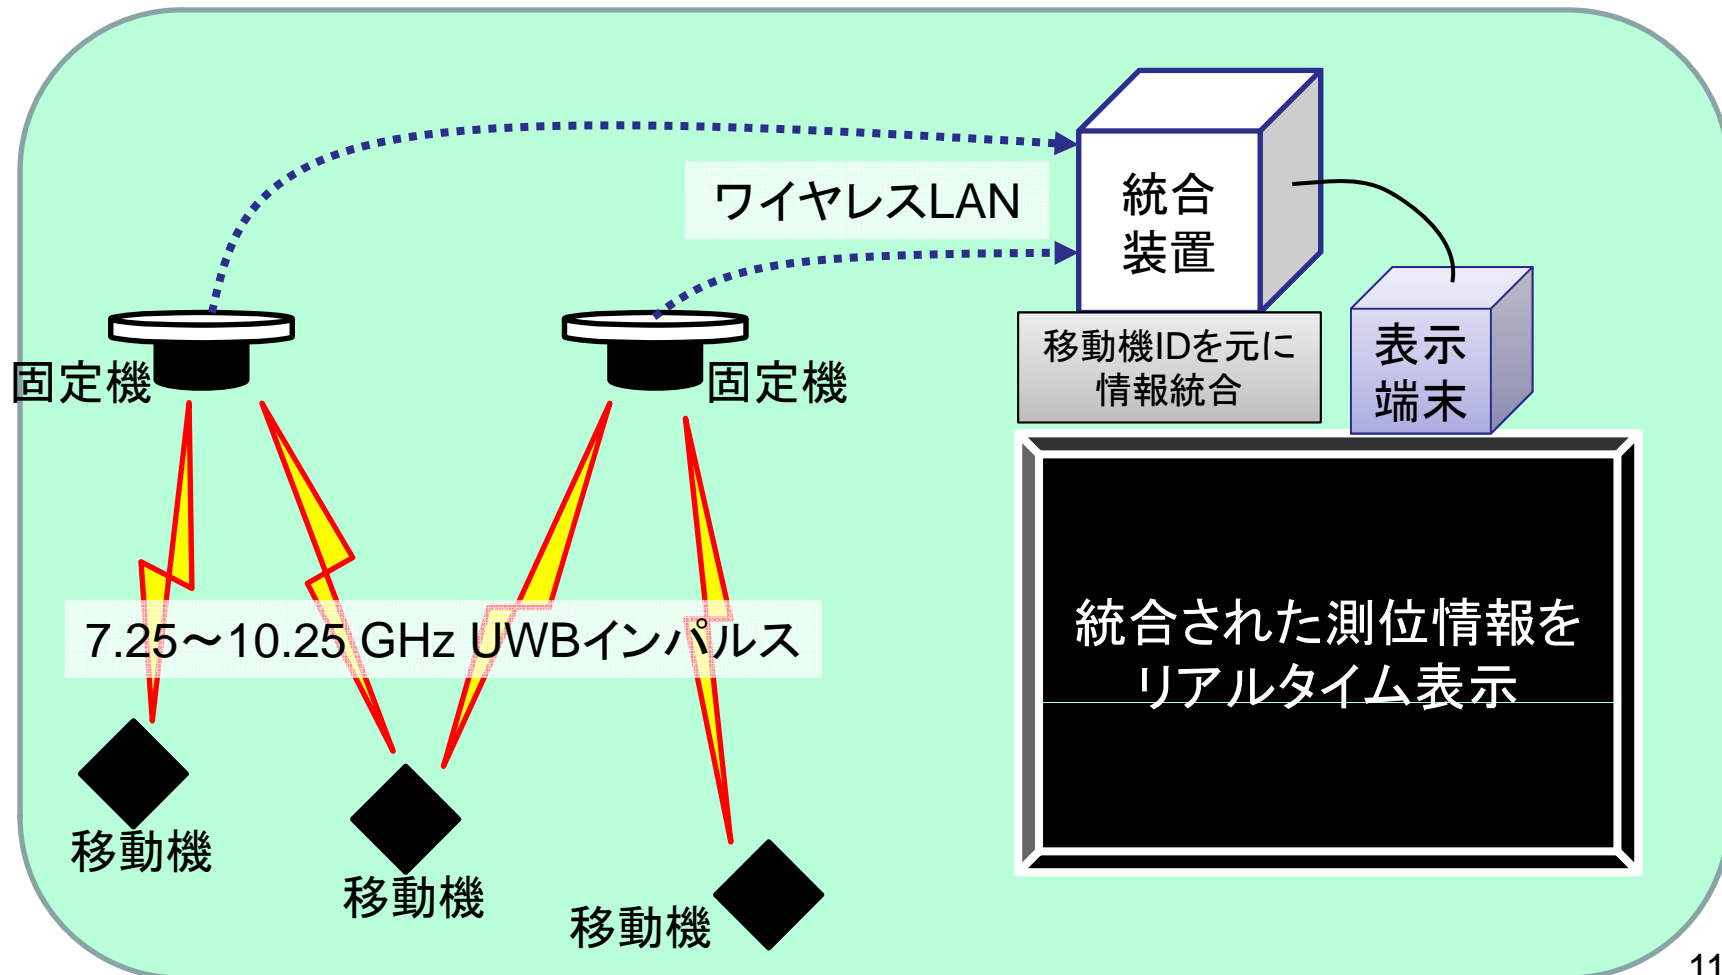 ワイヤレスLAN
統合
装置
固定機
固定機
移動機IDを元に
情報統合
表示
端末
7.25～10.25 GHz UWBインパルス
統合された測位情報を
リアルタイム表示
移動機
移動機
移動機
11